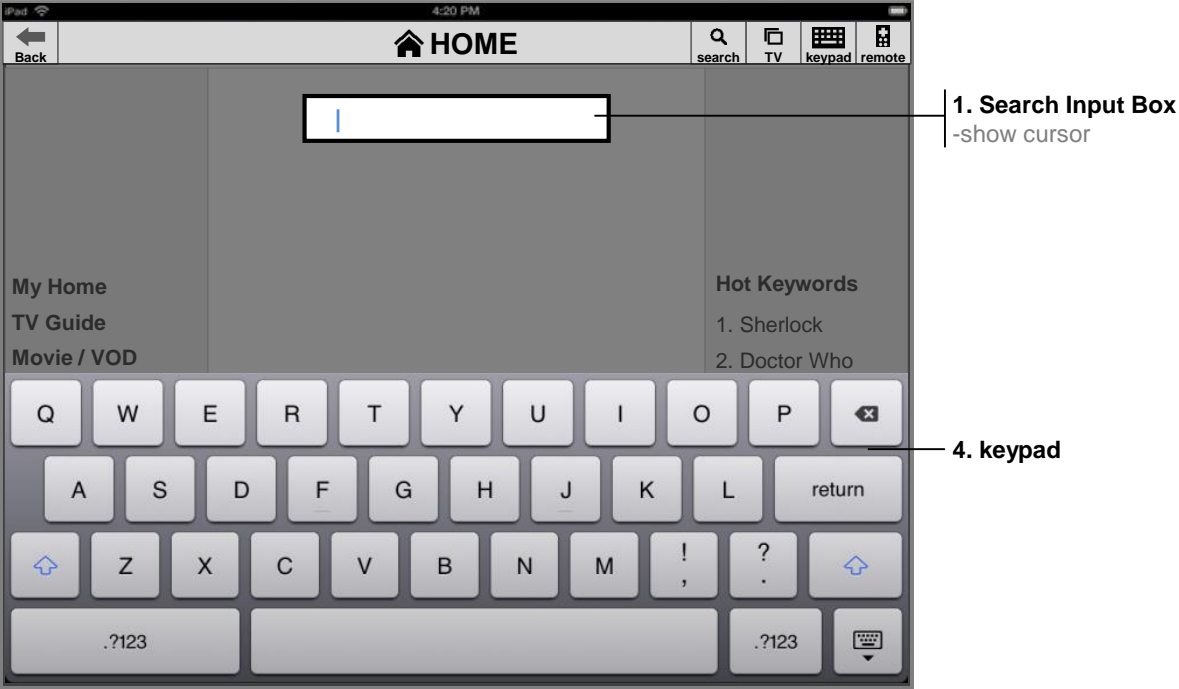 iPad 4:20 PM
Back HOME search TV keypad remote
1. Search Input Box
-show cursor
My Home
TV Guide
Movie / VOD
Hot Keywords
1. Sherlock
2. Doctor Who
Q W E R T Y U I O P
4. keypad
A S D F G H J K L return
Z X C V B N M ! , ? .
.?123 .?123